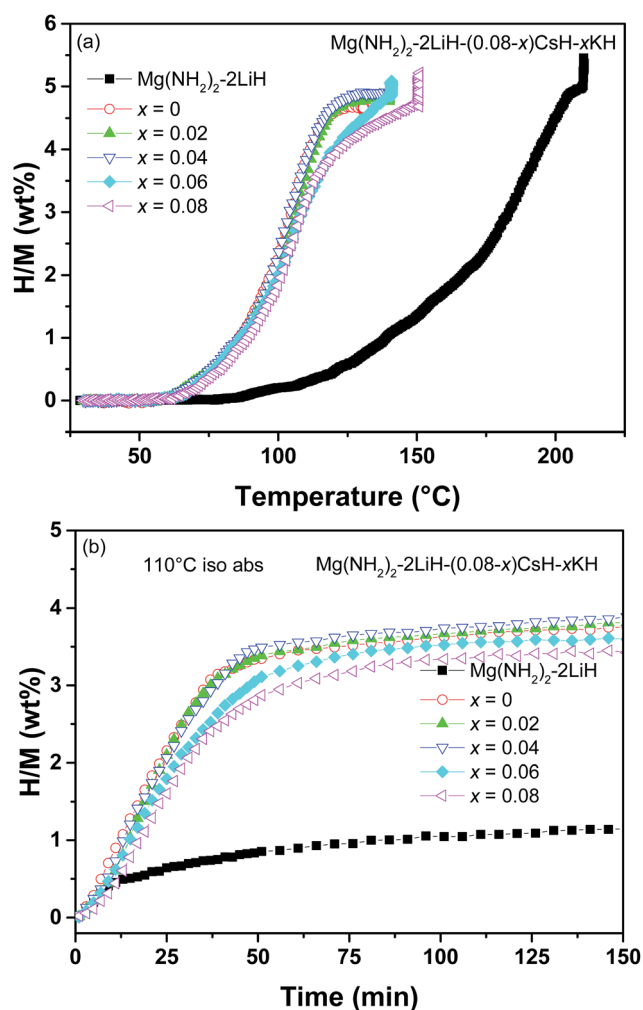 (a)
Mg(NH₂)₂-2LiH-(0.08-x)CsH-xKH
Mg(NH₂)₂-2LiH
x = 0
x = 0.02
x = 0.04
x = 0.06
x = 0.08
H/M (wt%)
6
5
4
3
2
1
0
50 100 150 200
Temperature (°C)
(b)
110°C iso abs Mg(NH₂)₂-2LiH-(0.08-x)CsH-xKH
Mg(NH₂)₂-2LiH
x = 0
x = 0.02
x = 0.04
x = 0.06
x = 0.08
H/M (wt%)
5
4
3
2
1
0
0 25 50 75 100 125 150
Time (min)